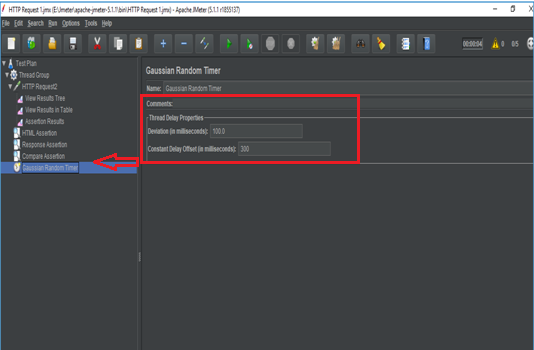 HTTP Request 1.jmx (E:\jmeter\apache-jmeter-5.1.1\bin\HTTP Request 1.jmx) - Apache JMeter (5.1.1 r1855137)
File Edit Search Run Options Tools Help
00:00:04 0 0/5
Test Plan
Thread Group
HTTP Request2
View Results Tree
View Results in Table
Assertion Results
HTML Assertion
Response Assertion
Compare Assertion
Gaussian Random Timer
Gaussian Random Timer
Name: Gaussian Random Timer
Comments:
Thread Delay Properties
Deviation (in milliseconds): 100.0
Constant Delay Offset (in milliseconds): 300